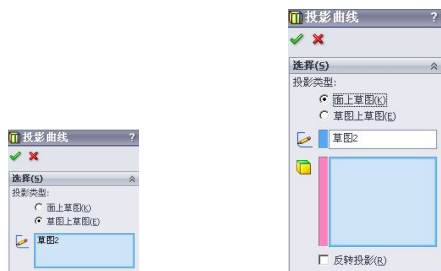 投影曲线 ?
选择(S)
投影类型:
面上草图(K)
草图上草图(E)
草图2
投影曲线 ?
选择(S)
投影类型:
面上草图(K)
草图上草图(E)
草图2
反转投影(R)